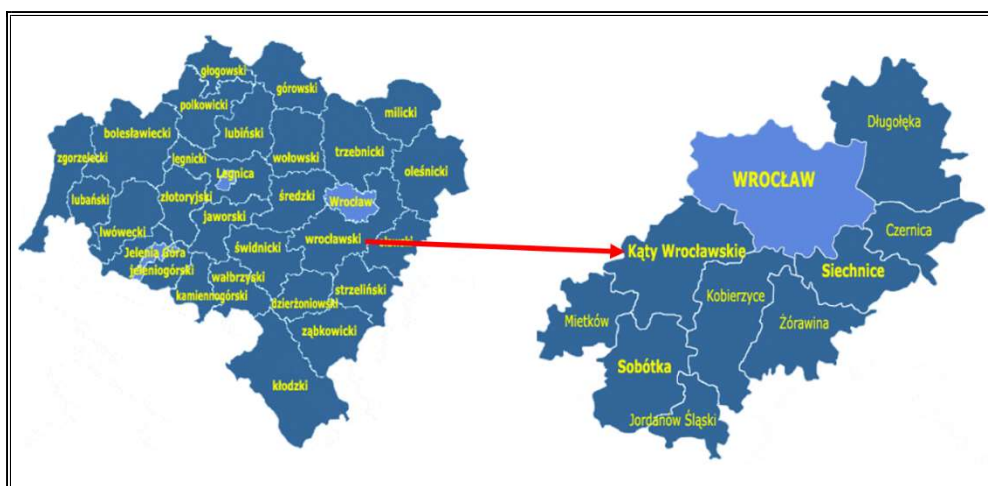 głogowski
górowski
polkowicki
milicki
bolesławiecki
lubiński
trzebnicki
zgorzelecki
legnicki
wołowski
oleśnicki
Legnica
lubański
złotoryjski
średzki
Wrocław
jaworski
lwówecki
świdnicki
wrocławski
Jelenia Góra
jeleniogórski
wałbrzyski
strzeliński
kamiennogórski
dzierżoniowski
ząbkowicki
kłodzki
Długołęka
WROCŁAW
Czernica
Kąty Wrocławskie
Siechnice
Kobierzyce
Mietków
Żórawina
Sobótka
Jordanów Śląski